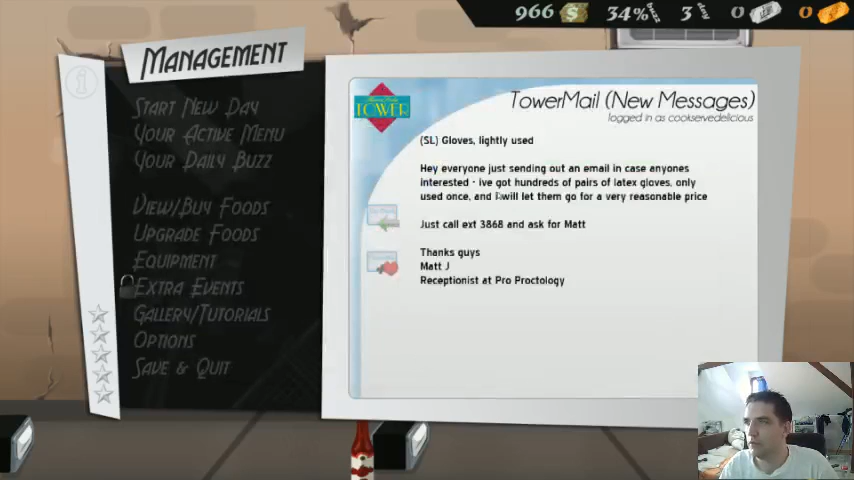 966 34% buzz 3 day 0 0
MANAGEMENT
START NEW DAY
YOUR ACTIVE MENU
YOUR DAILY BUZZ
VIEW/BUY FOODS
UPGRADE FOODS
EQUIPMENT
EXTRA EVENTS
GALLERY/TUTORIALS
OPTIONS
SAVE & QUIT
TOWER
TowerMail (New Messages)
logged in as cookservedelicious
(SL) Gloves, lightly used
Hey everyone just sending out an email in case anyones
interested - ive got hundreds of pairs of latex gloves, only
used once, and i will let them go for a very reasonable price
Just call ext 3868 and ask for Matt
Thanks guys
Matt J
Receptionist at Pro Proctology